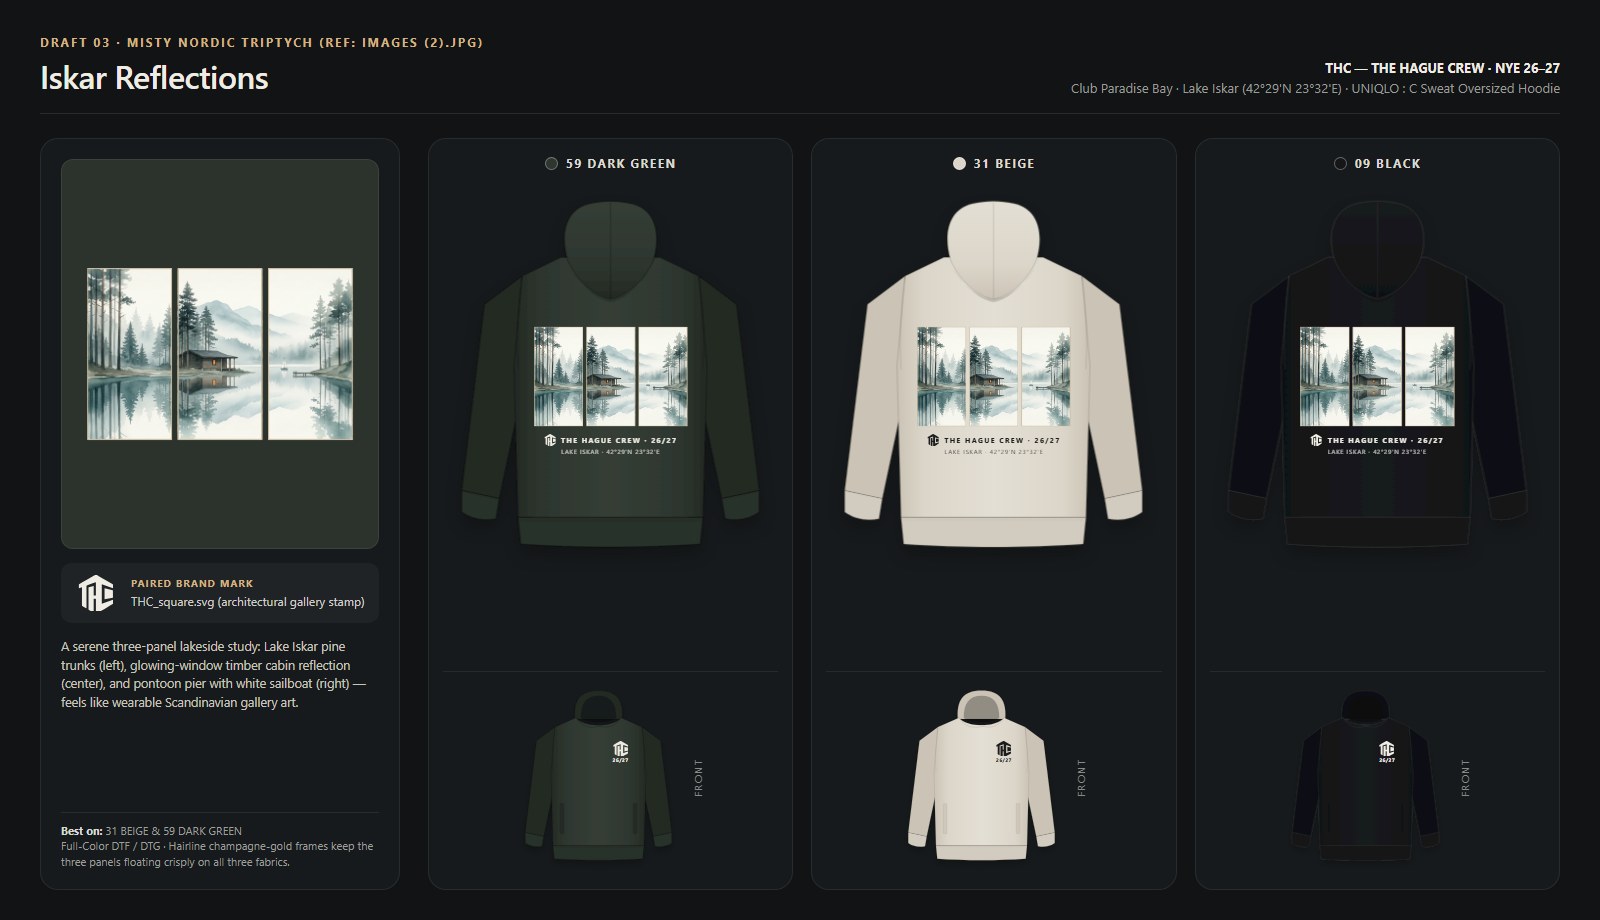 DRAFT 03 · MISTY NORDIC TRIPTYCH (REF: IMAGES (2).JPG)
Iskar Reflections
THC — THE HAGUE CREW · NYE 26–27
Club Paradise Bay · Lake Iskar (42°29'N 23°32'E) · UNIQLO : C Sweat Oversized Hoodie
THC
PAIRED BRAND MARK
THC_square.svg (architectural gallery stamp)
A serene three-panel lakeside study: Lake Iskar pine
trunks (left), glowing-window timber cabin reflection
(center), and pontoon pier with white sailboat (right) —
feels like wearable Scandinavian gallery art.
Best on: 31 BEIGE & 59 DARK GREEN
Full-Color DTF / DTG · Hairline champagne-gold frames keep the
three panels floating crisply on all three fabrics.
59 DARK GREEN
THC THE HAGUE CREW · 26/27
LAKE ISKAR · 42°29'N 23°32'E
THC
26/27
FRONT
31 BEIGE
THC THE HAGUE CREW · 26/27
LAKE ISKAR · 42°29'N 23°32'E
THC
26/27
FRONT
09 BLACK
THC THE HAGUE CREW · 26/27
LAKE ISKAR · 42°29'N 23°32'E
THC
26/27
FRONT